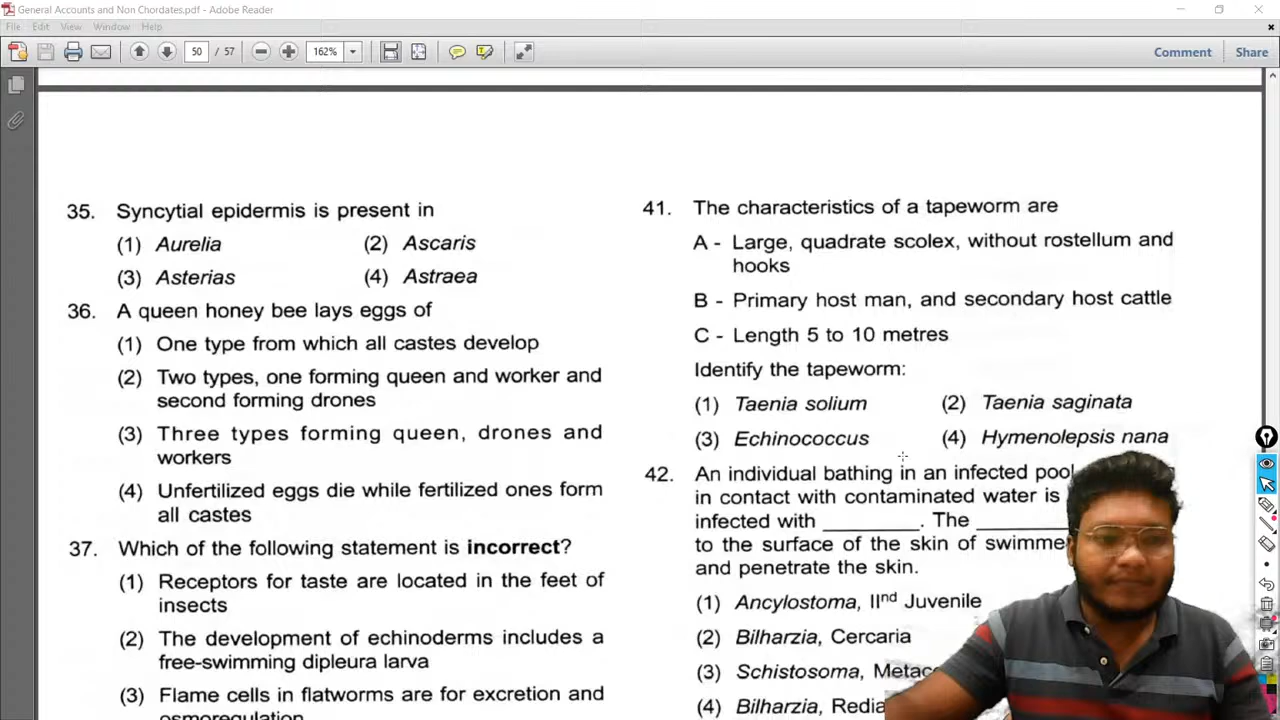 General Accounts and Non Chordates.pdf - Adobe Reader
File Edit View Window Help
50 / 57 162% Comment Share
35. Syncytial epidermis is present in
(1) Aurelia (2) Ascaris
(3) Asterias (4) Astraea
36. A queen honey bee lays eggs of
(1) One type from which all castes develop
(2) Two types, one forming queen and worker and
second forming drones
(3) Three types forming queen, drones and
workers
(4) Unfertilized eggs die while fertilized ones form
all castes
37. Which of the following statement is incorrect?
(1) Receptors for taste are located in the feet of
insects
(2) The development of echinoderms includes a
free-swimming dipleura larva
(3) Flame cells in flatworms are for excretion and
osmoregulation
41. The characteristics of a tapeworm are
A - Large, quadrate scolex, without rostellum and
hooks
B - Primary host man, and secondary host cattle
C - Length 5 to 10 metres
Identify the tapeworm:
(1) Taenia solium (2) Taenia saginata
(3) Echinococcus (4) Hymenolepsis nana
42. An individual bathing in an infected pool
in contact with contaminated water is
infected with ________. The ________
to the surface of the skin of swimme
and penetrate the skin.
(1) Ancylostoma, IInd Juvenile
(2) Bilharzia, Cercaria
(3) Schistosoma, Metac
(4) Bilharzia, Redia